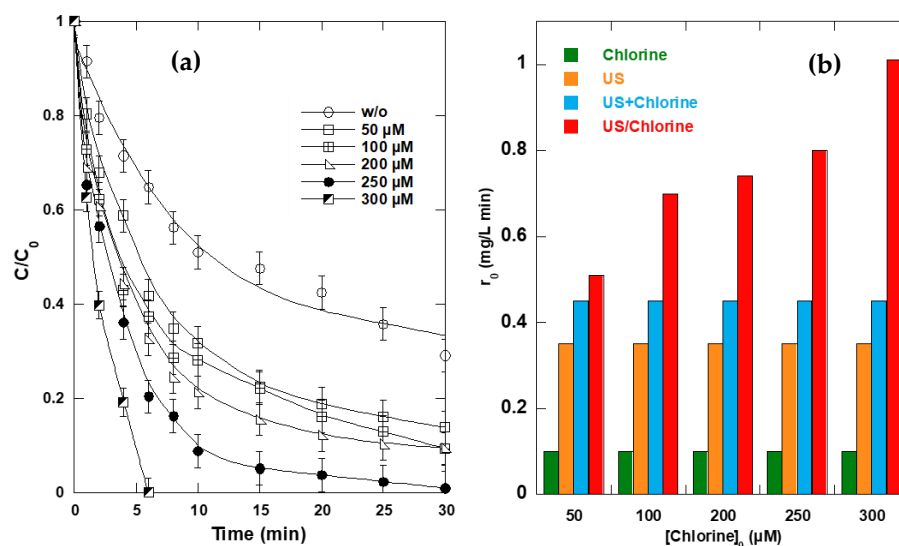 (a)
w/o
50 µM
100 µM
200 µM
250 µM
300 µM
C/C0
1
0.8
0.6
0.4
0.2
0
0 5 10 15 20 25 30
Time (min)
(b)
Chlorine
US
US+Chlorine
US/Chlorine
r0 (mg/L min)
1
0.8
0.6
0.4
0.2
0
50 100 200 250 300
[Chlorine]0 (µM)